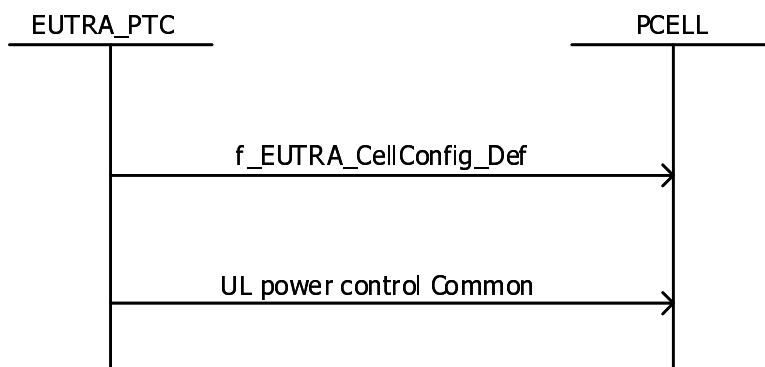 EUTRA_PTC
PCELL
f_EUTRA_CellConfig_Def
UL power control Common